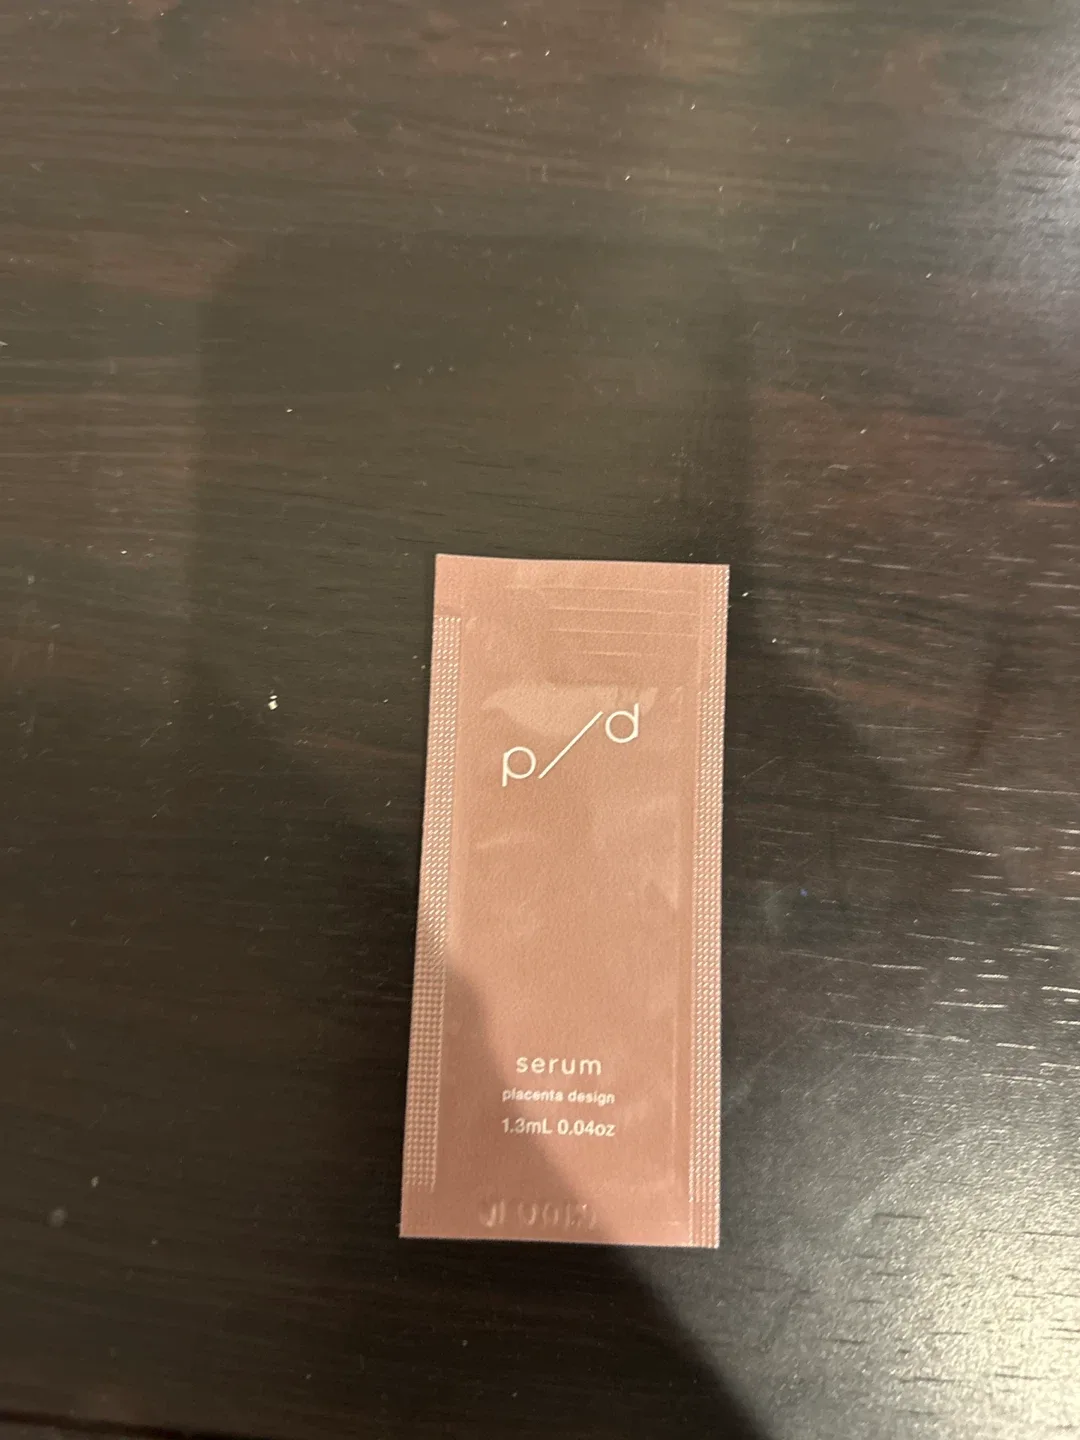 p/d
serum
placenta design
1.3mL 0.04oz